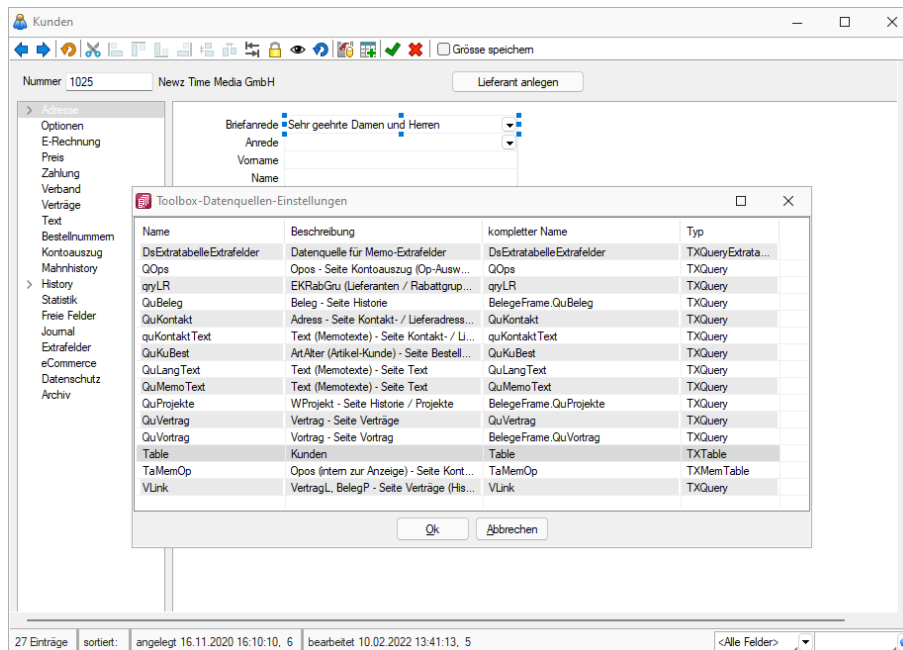 Kunden
Grösse speichern
Nummer 1025 Newz Time Media GmbH Lieferant anlegen
Adresse
Optionen
E-Rechnung
Preis
Zahlung
Verband
Verträge
Text
Bestellnummern
Kontoauszug
Mahnhistory
History
Statistik
Freie Felder
Journal
Extrafelder
eCommerce
Datenschutz
Archiv
Briefanrede Sehr geehrte Damen und Herren
Anrede
Vorname
Name
Toolbox-Datenquellen-Einstellungen
Name Beschreibung kompletter Name Typ
DsExtratabelleExtrafelder Datenquelle für Memo-Extrafelder DsExtratabelleExtrafelder TXQueryExtrata...
QOps Opos - Seite Kontoauszug (Op-Ausw... QOps TXQuery
qryLR EKRabGru (Lieferanten / Rabattgrup... qryLR TXQuery
QuBeleg Beleg - Seite Historie BelegeFrame.QuBeleg TXQuery
QuKontakt Adress - Seite Kontakt- / Lieferadress... QuKontakt TXQuery
quKontaktText Text (Memotexte) - Seite Kontakt- / Li... quKontaktText TXQuery
QuKuBest ArtAlter (Artikel-Kunde) - Seite Bestell... QuKuBest TXQuery
QuLangText Text (Memotexte) - Seite Text QuLangText TXQuery
QuMemoText Text (Memotexte) - Seite Text QuMemoText TXQuery
QuProjekte WProjekt - Seite Historie / Projekte BelegeFrame.QuProjekte TXQuery
QuVertrag Vertrag - Seite Verträge QuVertrag TXQuery
QuVortrag Vortrag - Seite Vortrag BelegeFrame.QuVortrag TXQuery
Table Kunden Table TXTable
TaMemOp Opos (intern zur Anzeige) - Seite Kont... TaMemOp TXMemTable
VLink VertragL, BelegP - Seite Verträge (His... VLink TXQuery
Ok Abbrechen
27 Einträge sortiert: angelegt 16.11.2020 16:10:10, 6 bearbeitet 10.02.2022 13:41:13, 5 <Alle Felder>